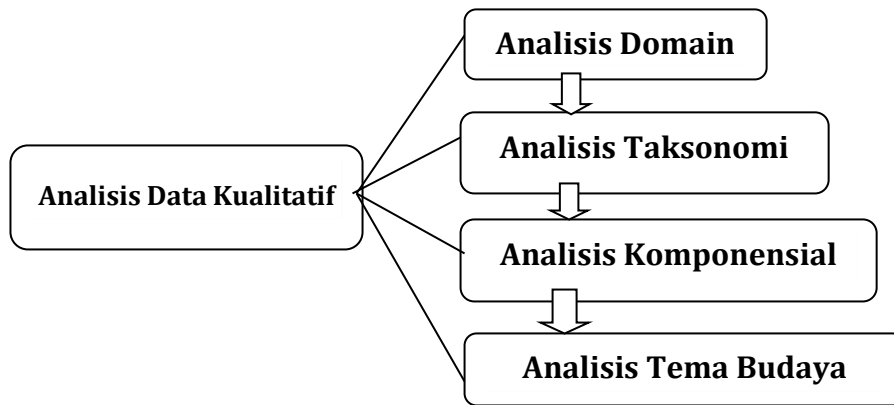 Analisis Domain
Analisis Taksonomi
Analisis Data Kualitatif
Analisis Komponensial
Analisis Tema Budaya